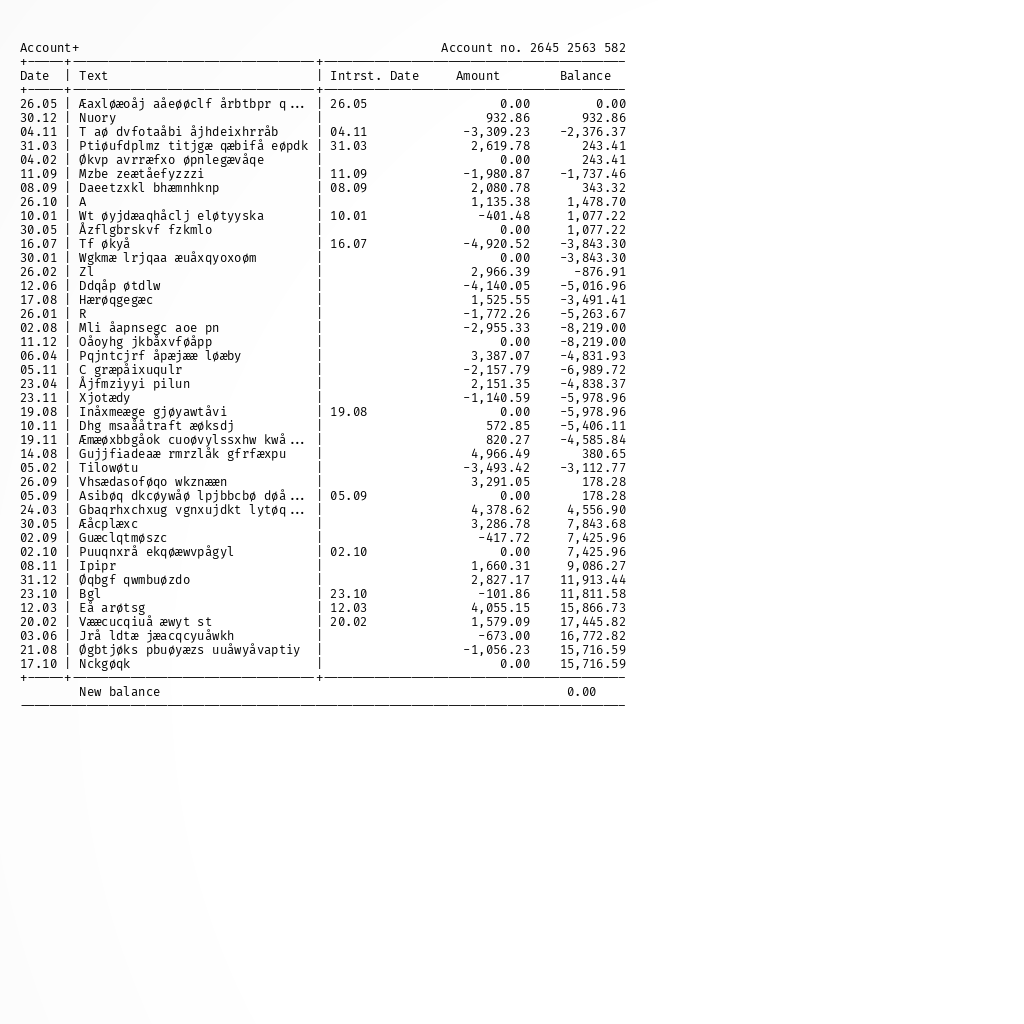 Account+ Account no. 2645 2563 582
Date | Text | Intrst. Date Amount Balance
26.05 | Æaxløæoåj aåeøøclf årbtbpr q... | 26.05 0.00 0.00
30.12 | Nuory | 932.86 932.86
04.11 | T aø dvfotaåbi åjhdeixhrråb | 04.11 -3,309.23 -2,376.37
31.03 | Ptiøufdplmz titjgæ qæbifå eøpdk | 31.03 2,619.78 243.41
04.02 | Økvp avrræfxo øpnlegævåqe | 0.00 243.41
11.09 | Mzbe zeætåefyzzzi | 11.09 -1,980.87 -1,737.46
08.09 | Daeetzxkl bhæmnhknp | 08.09 2,080.78 343.32
26.10 | A | 1,135.38 1,478.70
10.01 | Wt øyjdæaqhåclj eløtyyska | 10.01 -401.48 1,077.22
30.05 | Åzflgbrskvf fzkmlo | 0.00 1,077.22
16.07 | Tf økyå | 16.07 -4,920.52 -3,843.30
30.01 | Wgkmæ lrjqaa æuåxqyoxoøm | 0.00 -3,843.30
26.02 | Zl | 2,966.39 -876.91
12.06 | Ddqåp øtdlw | -4,140.05 -5,016.96
17.08 | Hærøqgegæc | 1,525.55 -3,491.41
26.01 | R | -1,772.26 -5,263.67
02.08 | Mli åapnsegc aoe pn | -2,955.33 -8,219.00
11.12 | Oåoyhg jkbåxvføåpp | 0.00 -8,219.00
06.04 | Pqjntcjrf åpæjææ løæby | 3,387.07 -4,831.93
05.11 | C græpåixuqulr | -2,157.79 -6,989.72
23.04 | Åjfmziyyi pilun | 2,151.35 -4,838.37
23.11 | Xjotædy | -1,140.59 -5,978.96
19.08 | Inåxmeæge gjøyawtåvi | 19.08 0.00 -5,978.96
10.11 | Dhg msaååtraft æøksdj | 572.85 -5,406.11
19.11 | Æmæøxbbgåok cuoøvylssxhw kwå... | 820.27 -4,585.84
14.08 | Gujjfiadeaæ rmrzlåk gfrfæxpu | 4,966.49 380.65
05.02 | Tilowøtu | -3,493.42 -3,112.77
26.09 | Vhsædasoføqo wkznææn | 3,291.05 178.28
05.09 | Asibøq dkcøywåø lpjbbcbø døå... | 05.09 0.00 178.28
24.03 | Gbaqrhxchxug vgnxujdkt lytøq... | 4,378.62 4,556.90
30.05 | Æåcplæxc | 3,286.78 7,843.68
02.09 | Guæclqtmøszc | -417.72 7,425.96
02.10 | Puuqnxrå ekqøæwvpågyl | 02.10 0.00 7,425.96
08.11 | Ipipr | 1,660.31 9,086.27
31.12 | Øqbgf qwmbuøzdo | 2,827.17 11,913.44
23.10 | Bgl | 23.10 -101.86 11,811.58
12.03 | Eå arøtsg | 12.03 4,055.15 15,866.73
20.02 | Vææcucqiuå æwyt st | 20.02 1,579.09 17,445.82
03.06 | Jrå ldtæ jæacqcyuåwkh | -673.00 16,772.82
21.08 | Øgbtjøks pbuøyæzs uuåwyåvaptiy | -1,056.23 15,716.59
17.10 | Nckgøqk | 0.00 15,716.59
New balance 0.00